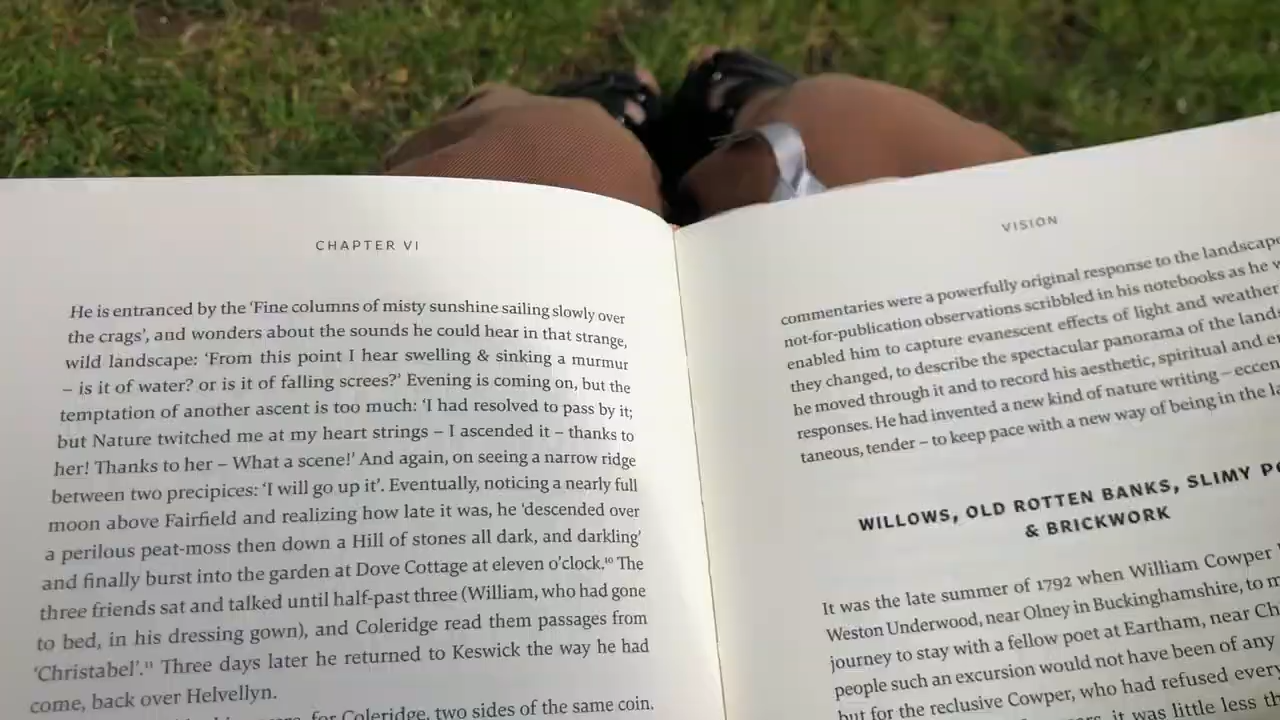 CHAPTER VI
He is entranced by the ‘Fine columns of misty sunshine sailing slowly over
the crags’, and wonders about the sounds he could hear in that strange,
wild landscape: ‘From this point I hear swelling & sinking a murmur
– is it of water? or is it of falling screes?’ Evening is coming on, but the
temptation of another ascent is too much: ‘I had resolved to pass by it;
but Nature twitched me at my heart strings – I ascended it – thanks to
her! Thanks to her – What a scene!’ And again, on seeing a narrow ridge
between two precipices: ‘I will go up it’. Eventually, noticing a nearly full
moon above Fairfield and realizing how late it was, he ‘descended over
a perilous peat-moss then down a Hill of stones all dark, and darkling’
and finally burst into the garden at Dove Cottage at eleven o’clock.¹⁰ The
three friends sat and talked until half-past three (William, who had gone
to bed, in his dressing gown), and Coleridge read them passages from
‘Christabel’.¹¹ Three days later he returned to Keswick the way he had
come, back over Helvellyn.
for Coleridge, two sides of the same coin.
VISION
commentaries were a powerfully original response to the landscape
not-for-publication observations scribbled in his notebooks as he
enabled him to capture evanescent effects of light and weather
they changed, to describe the spectacular panorama of the
he moved through it and to record his aesthetic, spiritual and
responses. He had invented a new kind of nature writing –
taneous, tender – to keep pace with a new way of being in the
WILLOWS, OLD ROTTEN BANKS, SLIMY
& BRICKWORK
It was the late summer of 1792 when William Cowper
Weston Underwood, near Olney in Buckinghamshire, to
journey to stay with a fellow poet at Eartham, near
people such an excursion would not have been of any
but for the reclusive Cowper, who had refused every
it was little less